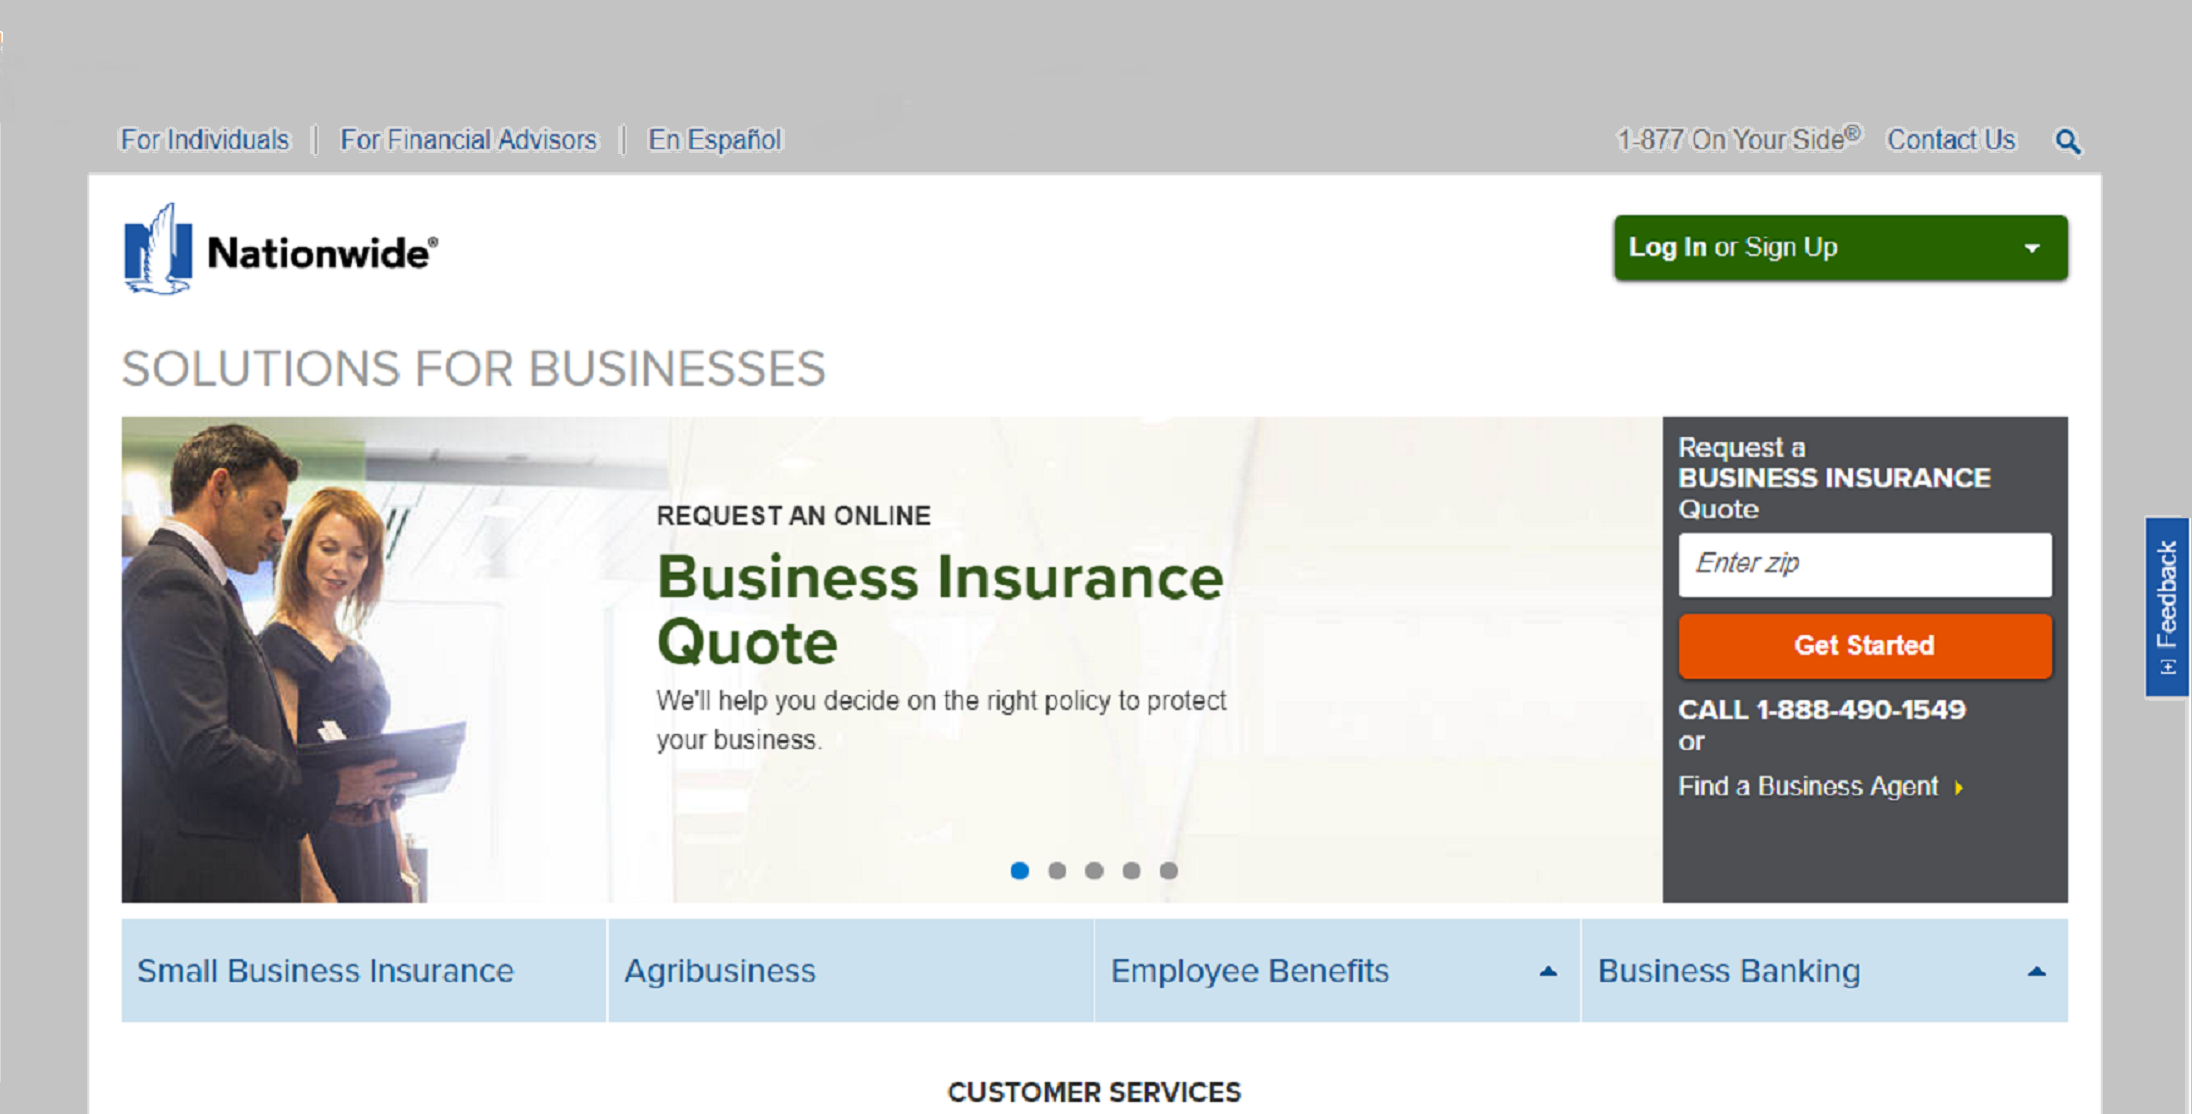 For Individuals | For Financial Advisors | En Español
1-877 On Your Side® Contact Us
Nationwide®
Log In or Sign Up
SOLUTIONS FOR BUSINESSES
REQUEST AN ONLINE
Business Insurance
Quote
We'll help you decide on the right policy to protect
your business.
Request a
BUSINESS INSURANCE
Quote
Enter zip
Get Started
CALL 1-888-490-1549
or
Find a Business Agent
[+] Feedback
Small Business Insurance
Agribusiness
Employee Benefits
Business Banking
CUSTOMER SERVICES